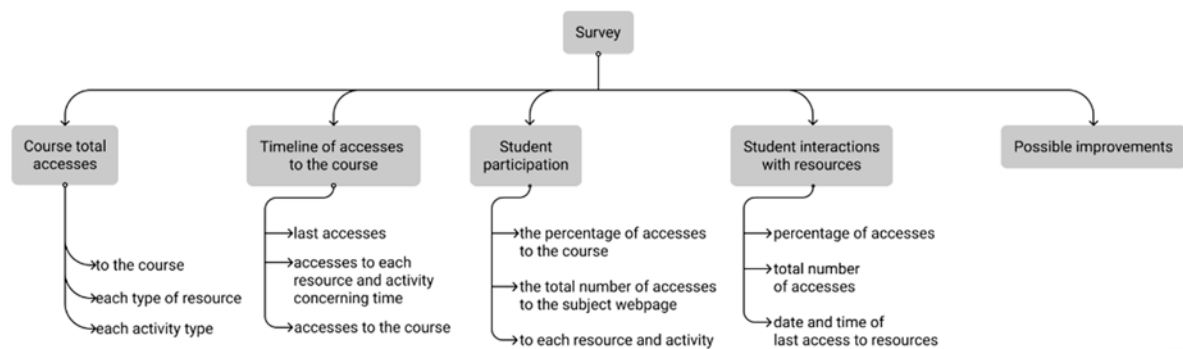 Survey
Course total
accesses
Timeline of accesses
to the course
Student
participation
Student interactions
with resources
Possible improvements
to the course
each type of resource
each activity type
last accesses
accesses to each
resource and activity
concerning time
accesses to the course
the percentage of accesses
to the course
the total number of accesses
to the subject webpage
to each resource and activity
percentage of accesses
total number
of accesses
date and time of
last access to resources